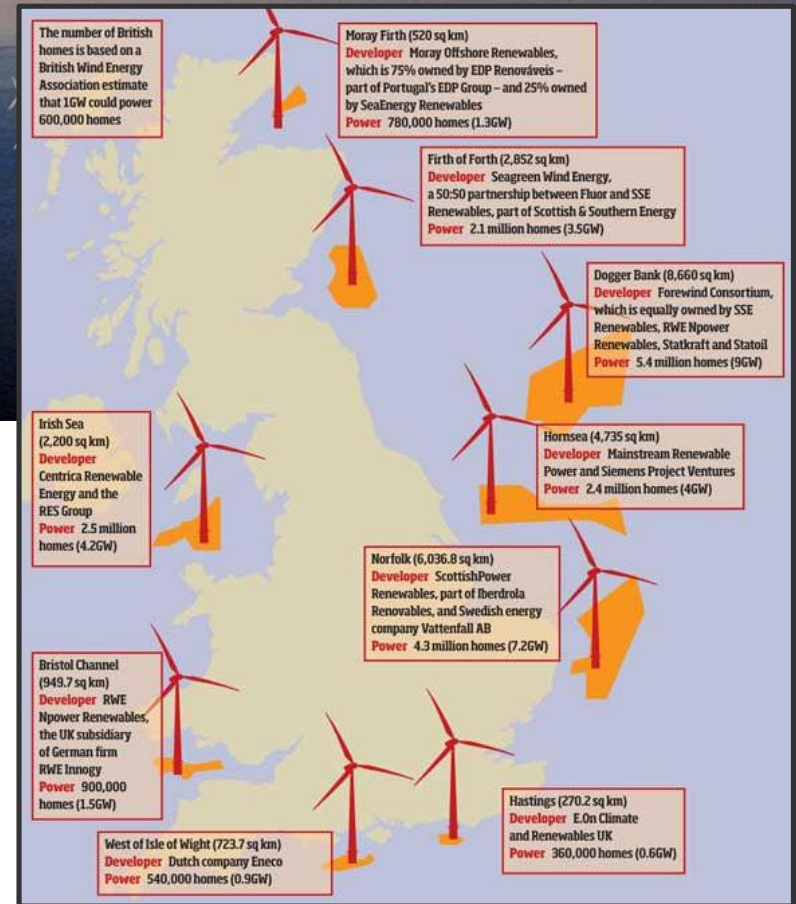 The number of British
homes is based on a
British Wind Energy
Association estimate
that 1GW could power
600,000 homes
Moray Firth (520 sq km)
Developer Moray Offshore Renewables,
which is 75% owned by EDP Renováveis –
part of Portugal's EDP Group – and 25% owned
by SeaEnergy Renewables
Power 780,000 homes (1.3GW)
Firth of Forth (2,852 sq km)
Developer Seagreen Wind Energy,
a 50:50 partnership between Fluor and SSE
Renewables, part of Scottish & Southern Energy
Power 2.1 million homes (3.5GW)
Dogger Bank (8,660 sq km)
Developer Forewind Consortium,
which is equally owned by SSE
Renewables, RWE Npower
Renewables, Statkraft and Statoil
Power 5.4 million homes (9GW)
Irish Sea
(2,200 sq km)
Developer
Centrica Renewable
Energy and the
RES Group
Power 2.5 million
homes (4.2GW)
Hornsea (4,735 sq km)
Developer Mainstream Renewable
Power and Siemens Project Ventures
Power 2.4 million homes (4GW)
Norfolk (6,036.8 sq km)
Developer ScottishPower
Renewables, part of Iberdrola
Renovables, and Swedish energy
company Vattenfall AB
Power 4.3 million homes (7.2GW)
Bristol Channel
(949.7 sq km)
Developer RWE
Npower Renewables,
the UK subsidiary
of German firm
RWE Innogy
Power 900,000
homes (1.5GW)
Hastings (270.2 sq km)
Developer E.On Climate
and Renewables UK
Power 360,000 homes (0.6GW)
West of Isle of Wight (723.7 sq km)
Developer Dutch company Eneco
Power 540,000 homes (0.9GW)